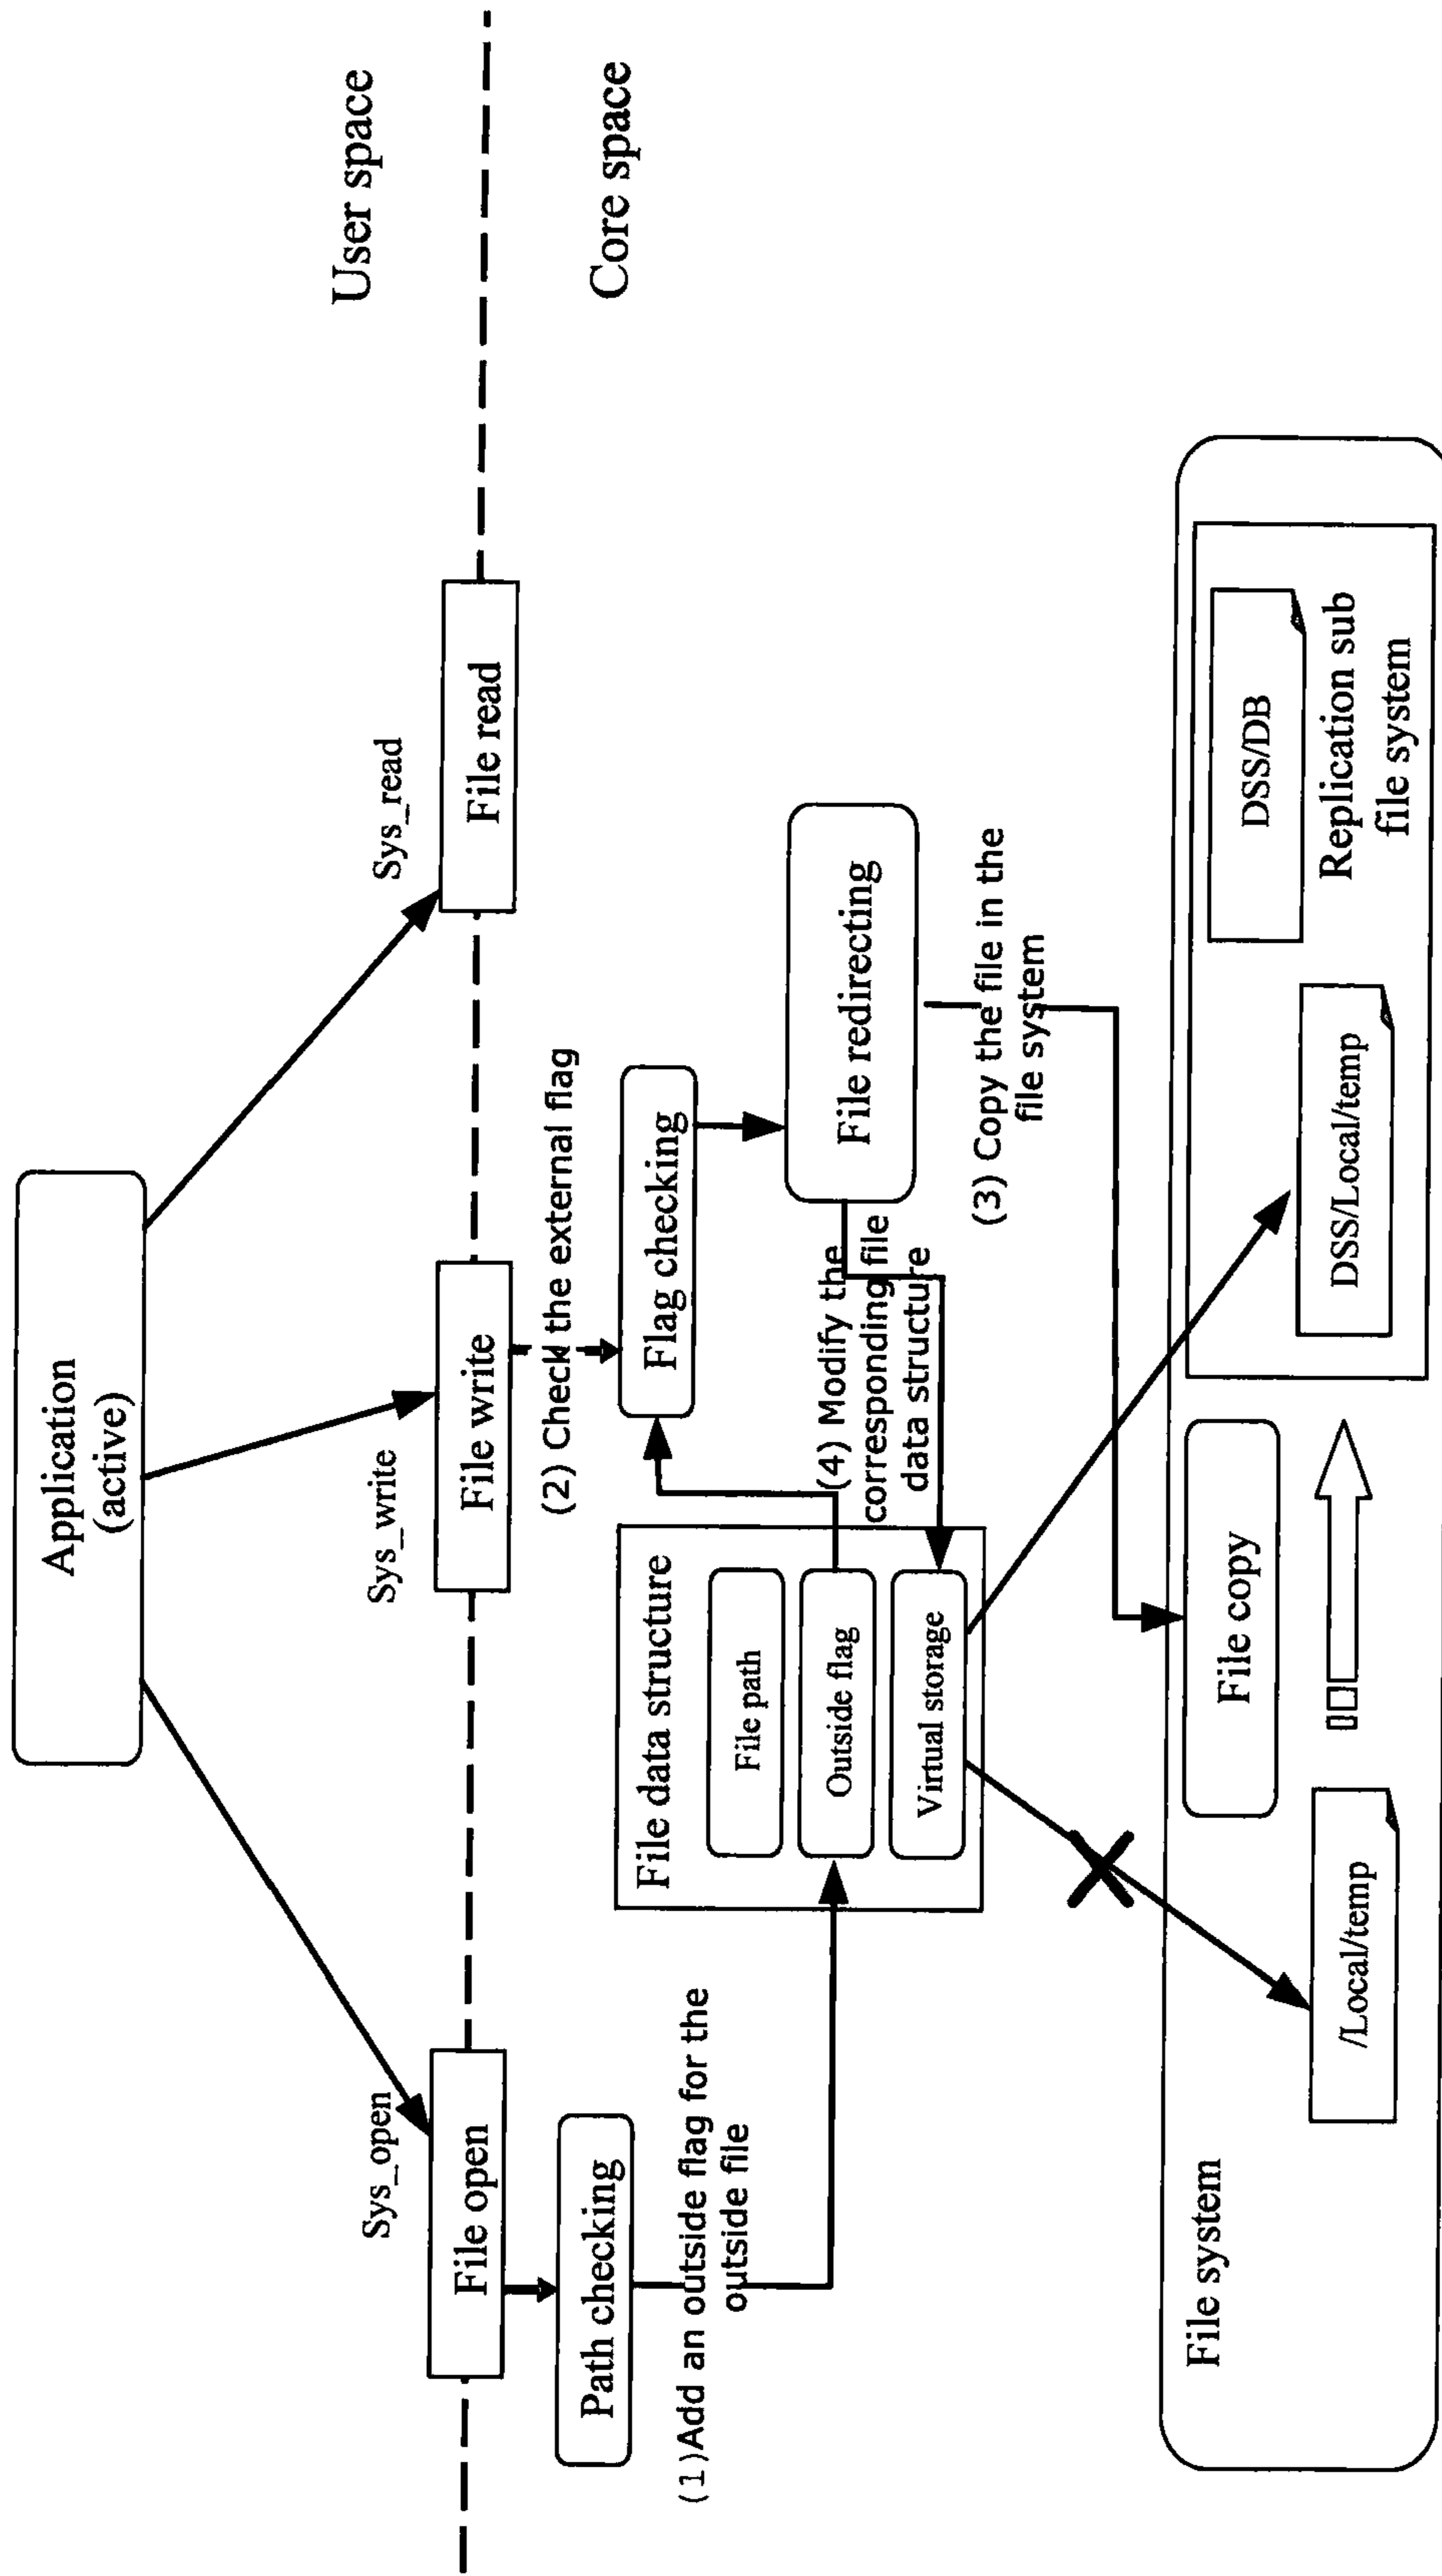 Application
(active)
User space
Sys_open
Sys_write
Sys_read
File open
File write
File read
Core space
Path checking
(2) Check the external flag
Flag checking
(1)Add an outside flag for the
outside file
File data structure
File path
Outside flag
Virtual storage
(4) Modify the
corresponding file
data structure
File redirecting
(3) Copy the file in the
file system
File system
/Local/temp
File copy
DSS/Local/temp
DSS/DB
Replication sub
file system